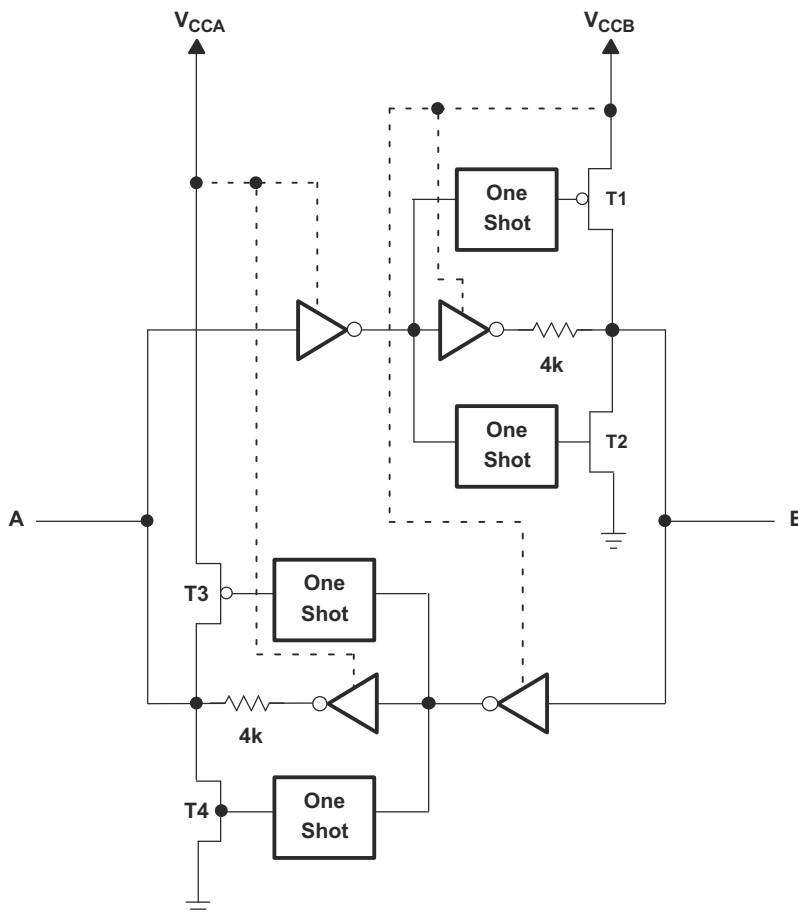 VCCA
VCCB
One
Shot
T1
4k
One
Shot
T2
A
B
T3
One
Shot
4k
T4
One
Shot